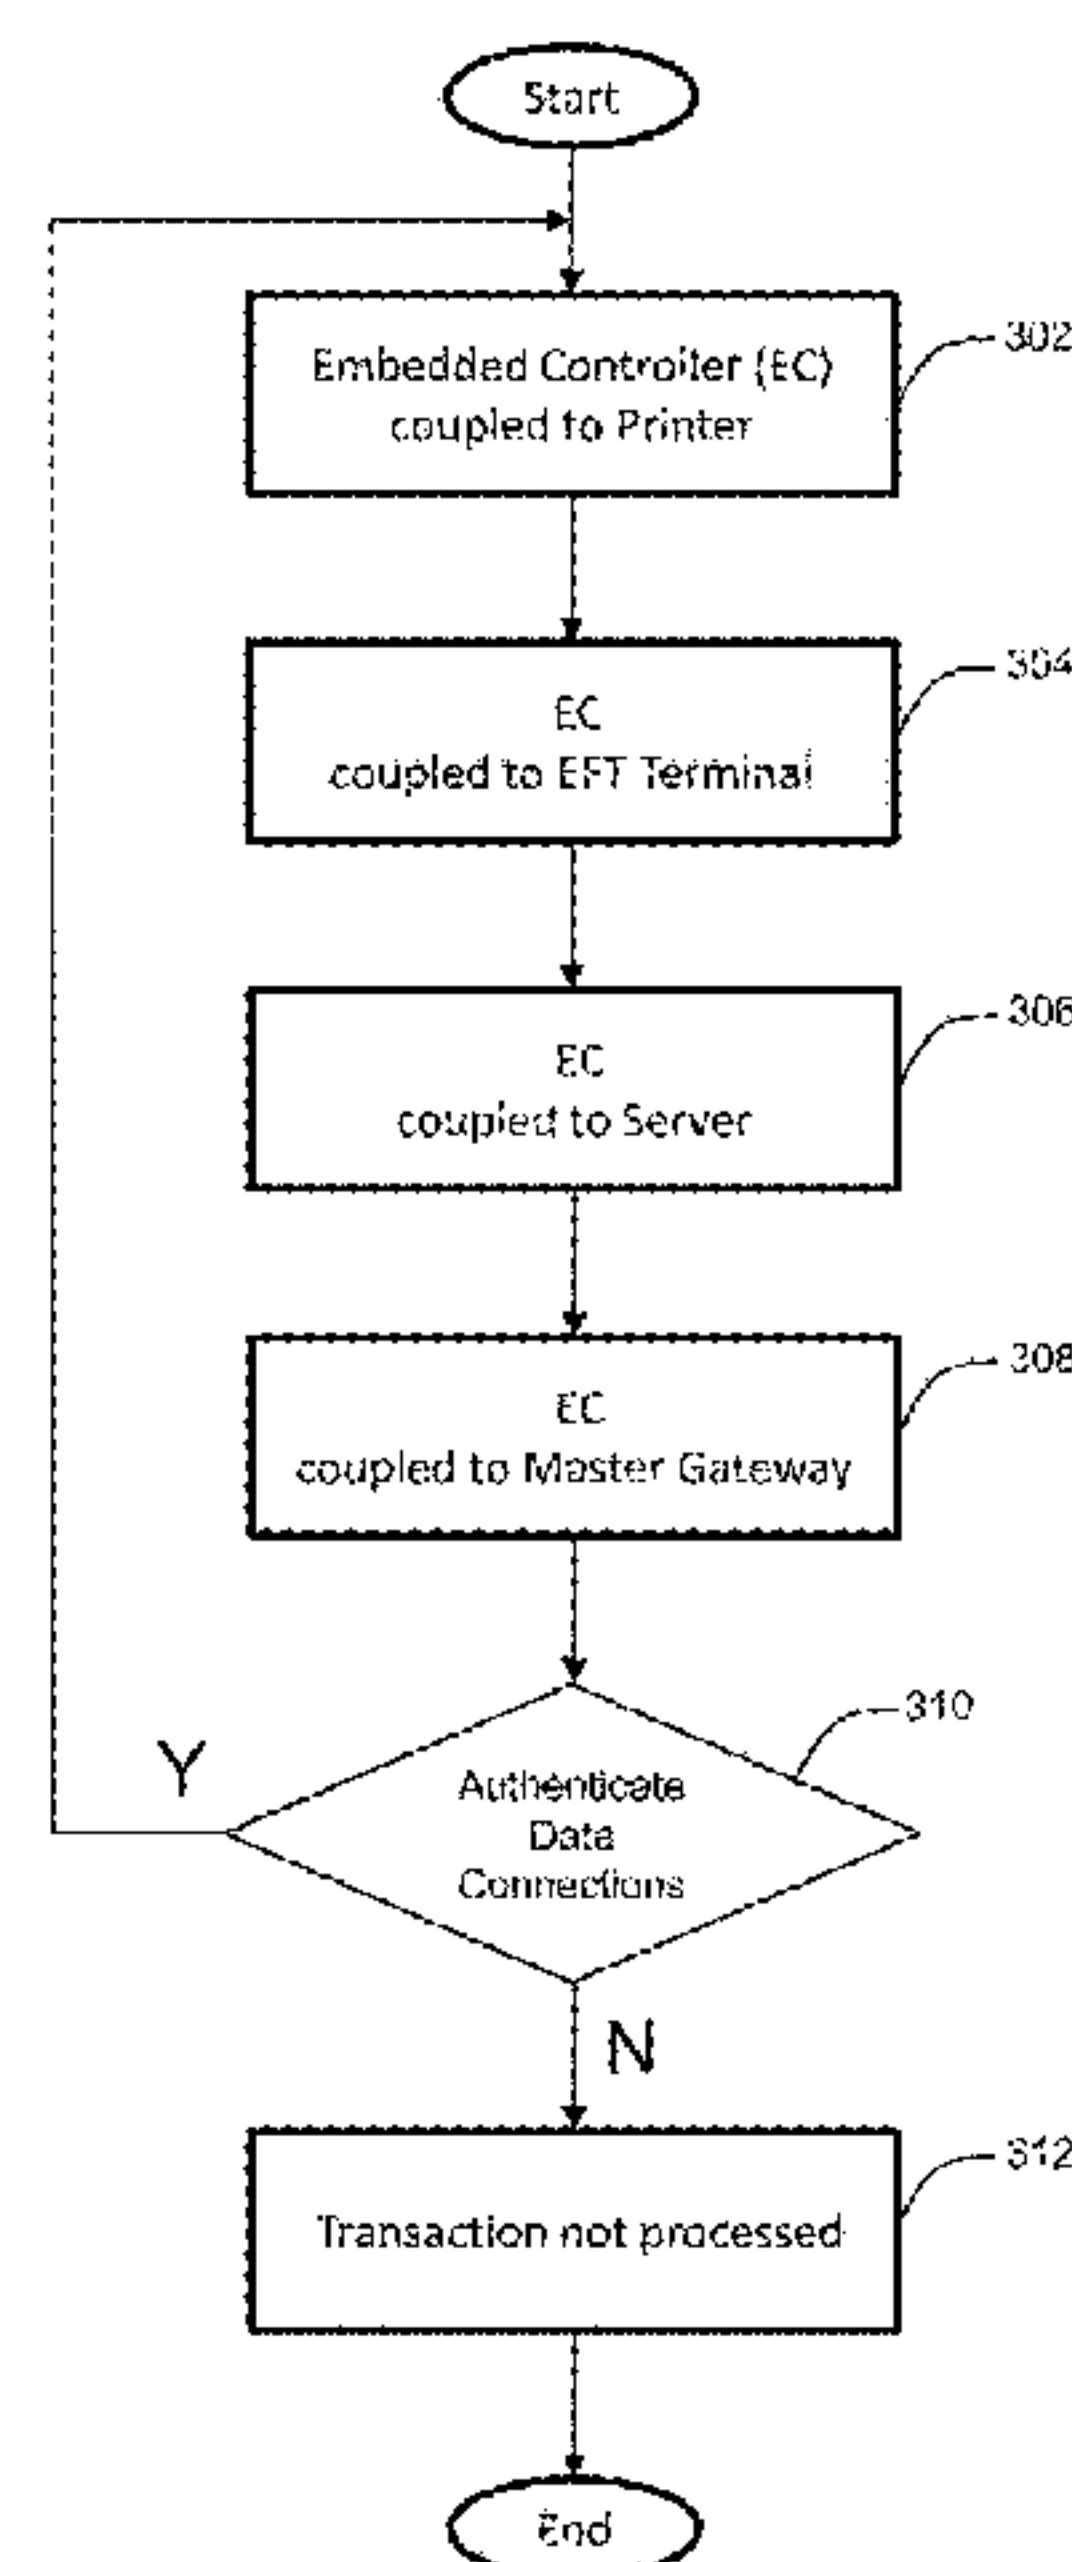 Start
Embedded Controller (EC)
coupled to Printer
302
EC
coupled to EFT Terminal
304
EC
coupled to Server
306
EC
coupled to Master Gateway
308
310
Y
Authenticate
Data
Connections
N
Transaction not processed
312
End